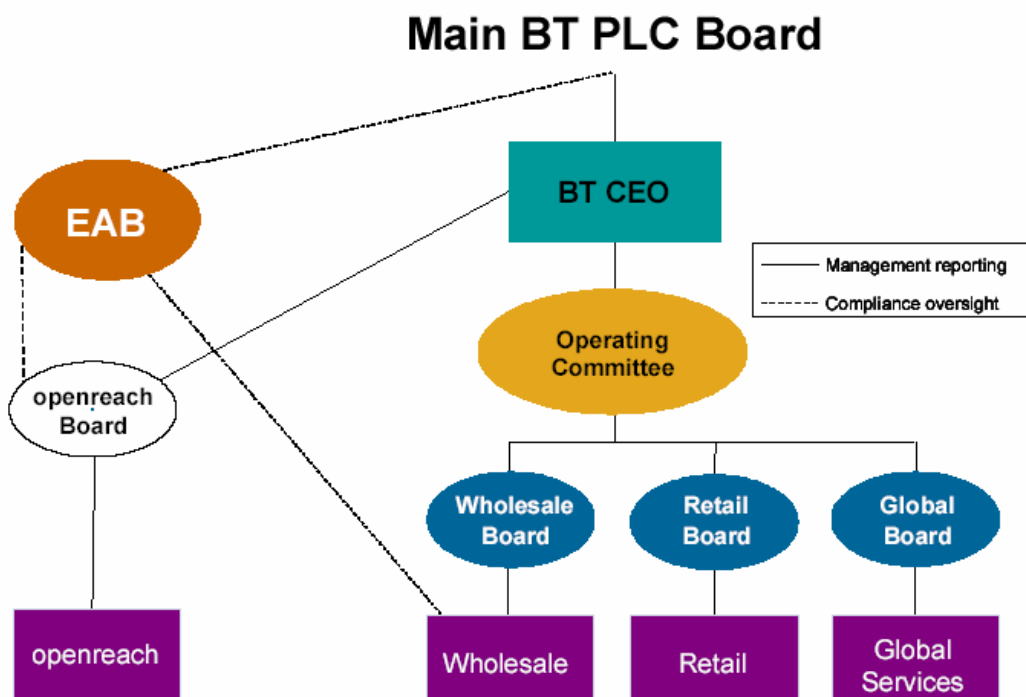 Main BT PLC Board
EAB
BT CEO
Management reporting
Compliance oversight
Operating
Committee
openreach
Board
Wholesale
Board
Retail
Board
Global
Board
openreach
Wholesale
Retail
Global
Services